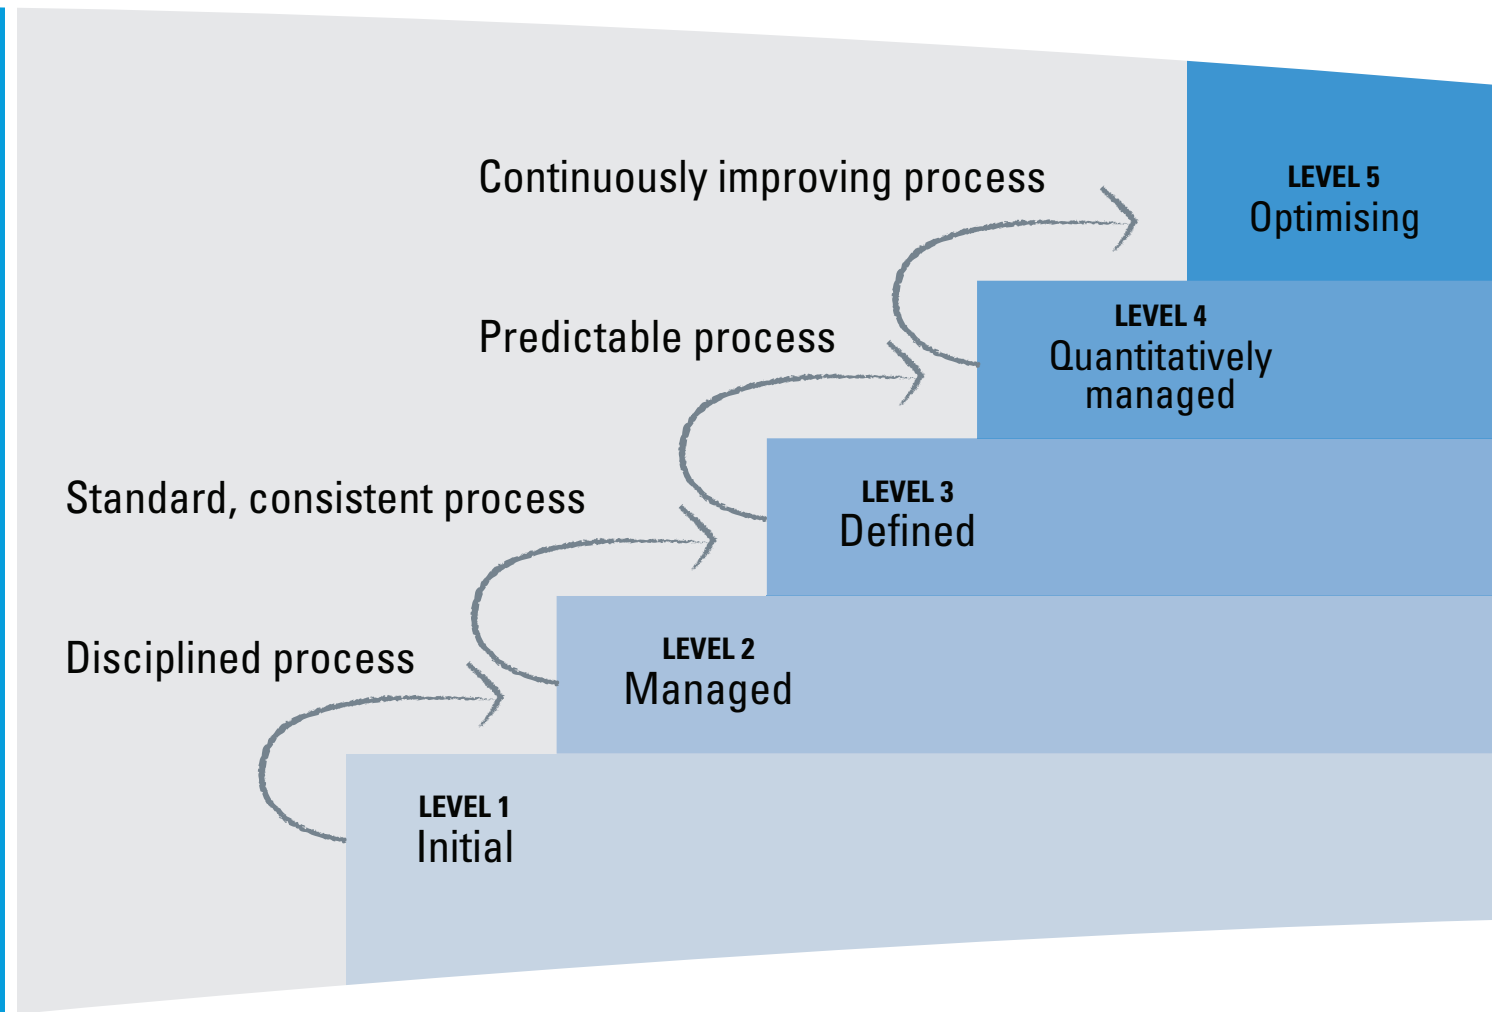 Continuously improving process
LEVEL 5
Optimising
Predictable process
LEVEL 4
Quantitatively
managed
Standard, consistent process
LEVEL 3
Defined
Disciplined process
LEVEL 2
Managed
LEVEL 1
Initial